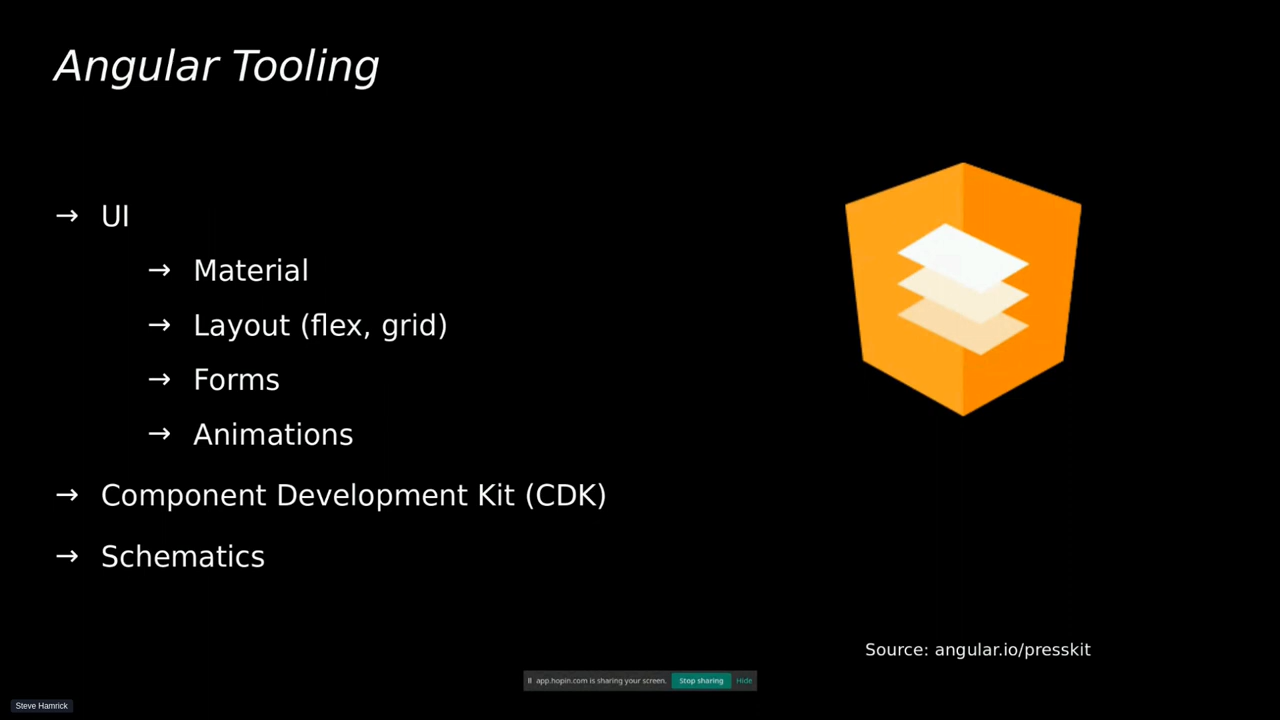 Angular Tooling
→ UI
→ Material
→ Layout (flex, grid)
→ Forms
→ Animations
→ Component Development Kit (CDK)
→ Schematics
Source: angular.io/presskit
app.hopin.com is sharing your screen. Stop sharing Hide
Steve Hamrick